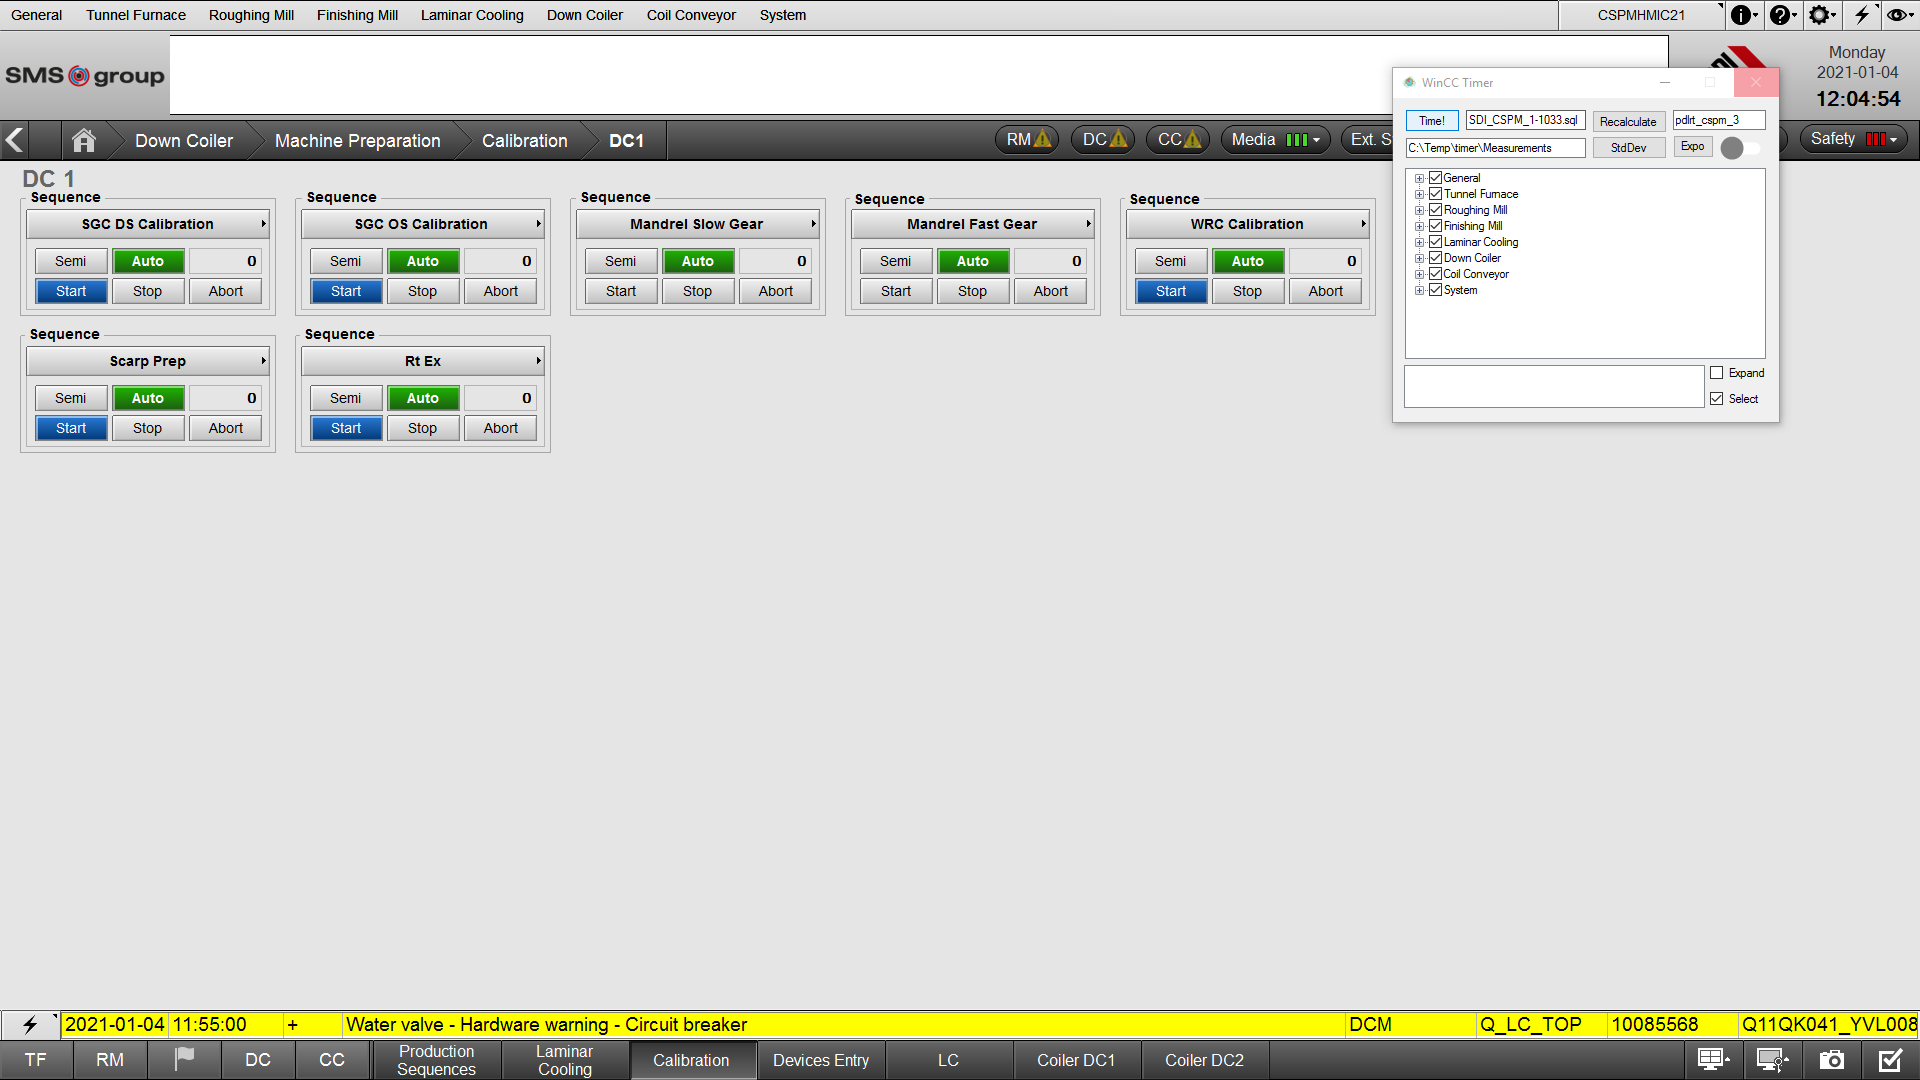 General Tunnel Furnace Roughing Mill Finishing Mill Laminar Cooling Down Coiler Coil Conveyor System CSPMHMIC21
SMS group
Monday
2021-01-04
12:04:54
WinCC Timer
Time! SDI_CSPM_1-1033.sql Recalculate pdlrt_cspm_3
C:\Temp\timer\Measurements StdDev Expo
General
Tunnel Furnace
Roughing Mill
Finishing Mill
Laminar Cooling
Down Coiler
Coil Conveyor
System
Expand
Select
Down Coiler Machine Preparation Calibration DC1 RM DC CC Media Ext. S Safety
DC 1
Sequence Sequence Sequence Sequence Sequence
SGC DS Calibration SGC OS Calibration Mandrel Slow Gear Mandrel Fast Gear WRC Calibration
Semi Auto 0 Semi Auto 0 Semi Auto 0 Semi Auto 0 Semi Auto 0
Start Stop Abort Start Stop Abort Start Stop Abort Start Stop Abort Start Stop Abort
Sequence Sequence
Scarp Prep Rt Ex
Semi Auto 0 Semi Auto 0
Start Stop Abort Start Stop Abort
2021-01-04 11:55:00 + Water valve - Hardware warning - Circuit breaker DCM Q_LC_TOP 10085568 Q11QK041_YVL008
TF RM DC CC Production Sequences Laminar Cooling Calibration Devices Entry LC Coiler DC1 Coiler DC2